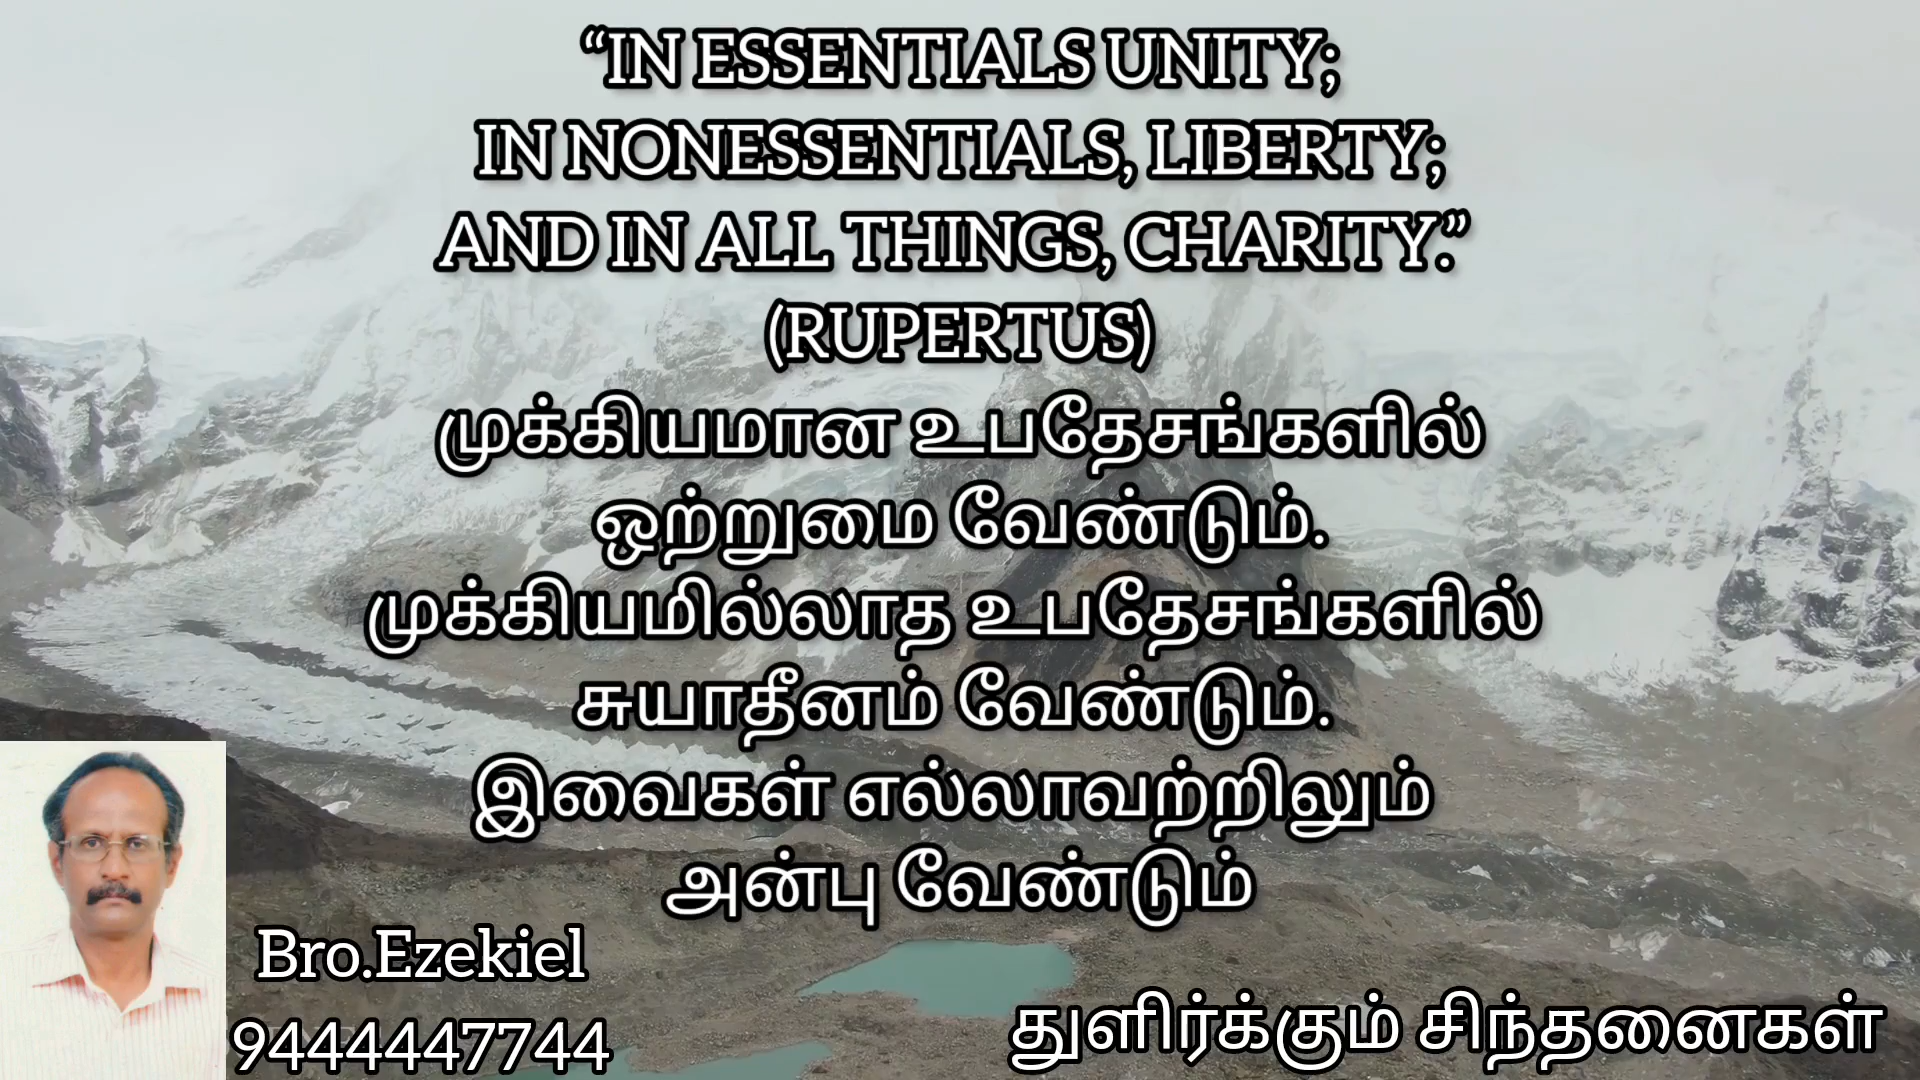 “IN ESSENTIALS UNITY;
IN NONESSENTIALS, LIBERTY;
AND IN ALL THINGS, CHARITY.”
(RUPERTUS)
முக்கியமான உபதேசங்களில்
ஒற்றுமை வேண்டும்.
முக்கியமில்லாத உபதேசங்களில்
சுயாதீனம் வேண்டும்.
இவைகள் எல்லாவற்றிலும்
அன்பு வேண்டும்
Bro.Ezekiel
9444447744
துளிர்க்கும் சிந்தனைகள்